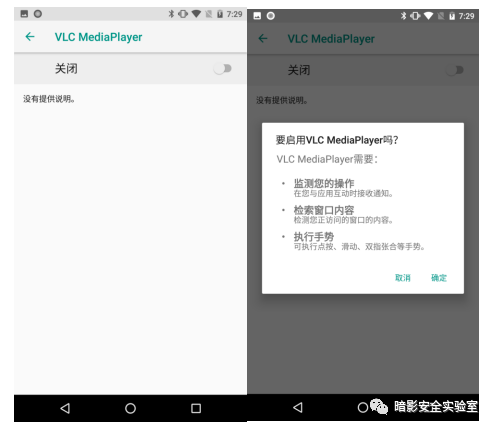 7:29
VLC MediaPlayer
关闭
没有提供说明。
7:29
VLC MediaPlayer
关闭
没有提供说明。
要启用VLC MediaPlayer吗?
VLC MediaPlayer需要：
• 监测您的操作
在您与应用互动时接收通知。
• 检索窗口内容
检测您正访问的窗口的内容。
• 执行手势
可执行点按、滑动、双指张合等手势。
取消 确定
暗影安全实验室